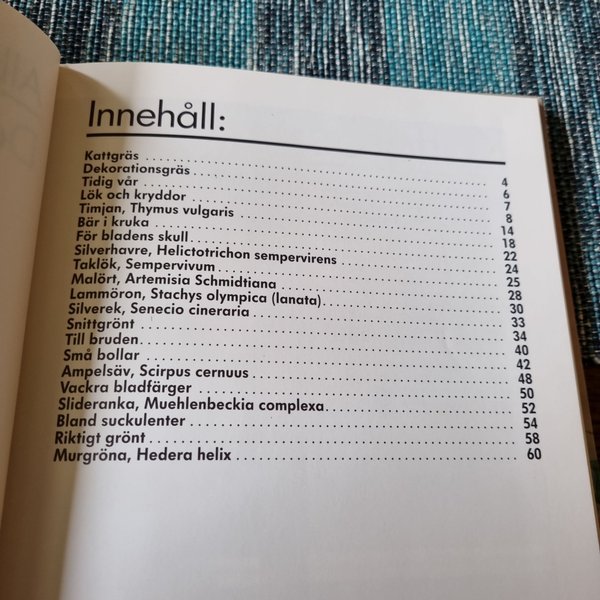 Innehåll:
Kattgräs . . . . . . . . . . 4
Dekorationsgräs . . . . . . . . . . 6
Tidig vår . . . . . . . . . . 7
Lök och kryddor . . . . . . . . . . 8
Timjan, Thymus vulgaris . . . . . . . . . . 14
Bär i kruka . . . . . . . . . . 18
För bladens skull . . . . . . . . . . 22
Silverhavre, Helictotrichon sempervirens . . . . . . . . . . 24
Taklök, Sempervivum . . . . . . . . . . 25
Malört, Artemisia Schmidtiana . . . . . . . . . . 28
Lammöron, Stachys olympica (lanata) . . . . . . . . . . 30
Silverek, Senecio cineraria . . . . . . . . . . 33
Snittgrönt . . . . . . . . . . 34
Till bruden . . . . . . . . . . 40
Små bollar . . . . . . . . . . 42
Ampelsäv, Scirpus cernuus . . . . . . . . . . 48
Vackra bladfärger . . . . . . . . . . 50
Slideranka, Muehlenbeckia complexa . . . . . . . . . . 52
Bland suckulenter . . . . . . . . . . 54
Riktigt grönt . . . . . . . . . . 58
Murgröna, Hedera helix . . . . . . . . . . 60